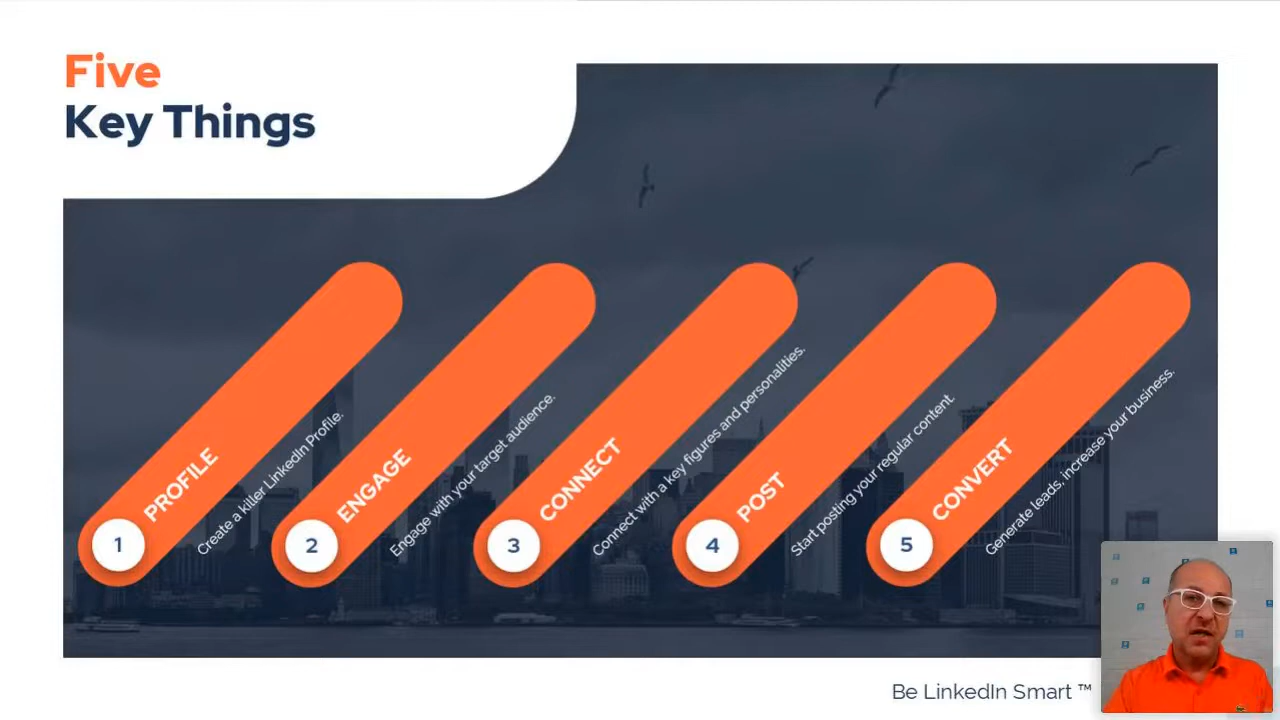 Five
Key Things
1
PROFILE
Create a killer LinkedIn Profile.
2
ENGAGE
Engage with your target audience.
3
CONNECT
Connect with a key figures and personalities.
4
POST
Start posting your regular content.
5
CONVERT
Generate leads, increase your business.
Be LinkedIn Smart ™